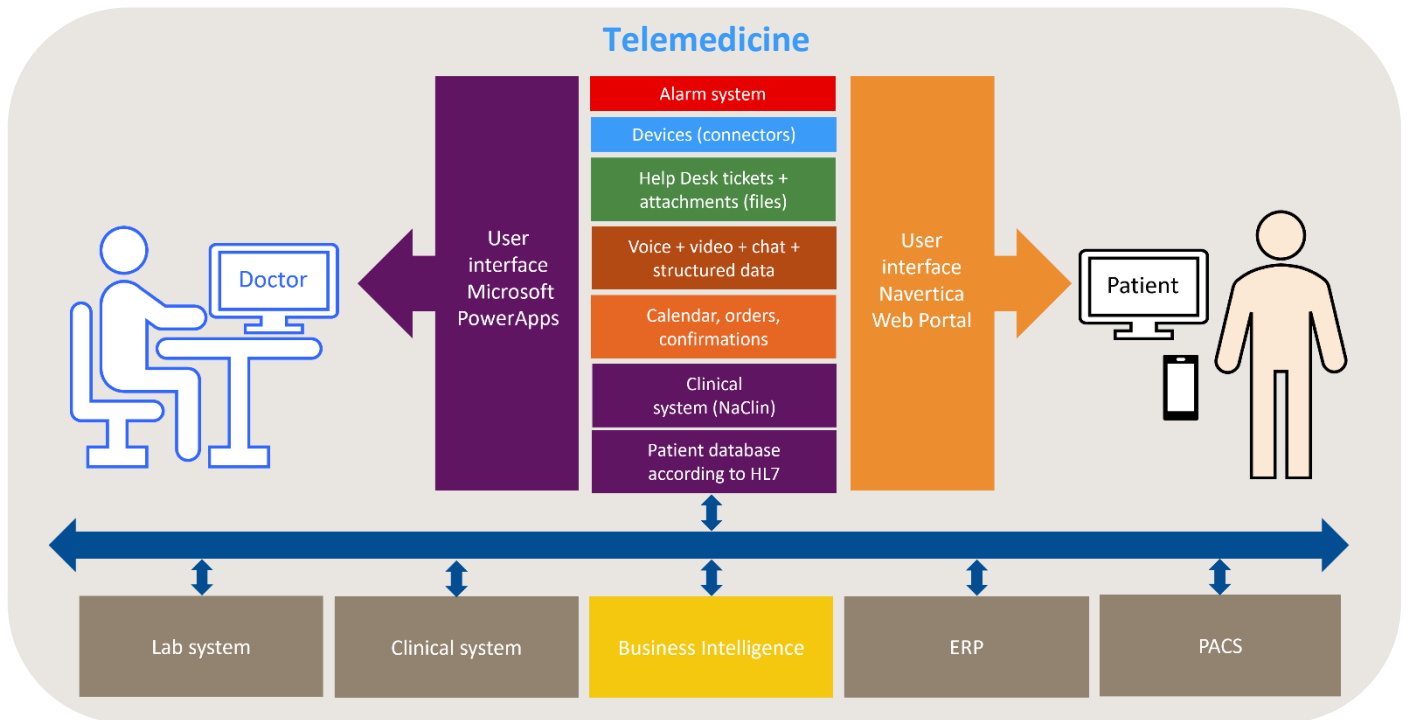 Telemedicine
Alarm system
Devices (connectors)
Help Desk tickets +
attachments (files)
Voice + video + chat +
structured data
Calendar, orders,
confirmations
Clinical
system (NaClin)
Patient database
according to HL7
User
interface
Microsoft
PowerApps
User
interface
Navertica
Web Portal
Doctor
Patient
Lab system
Clinical system
Business Intelligence
ERP
PACS